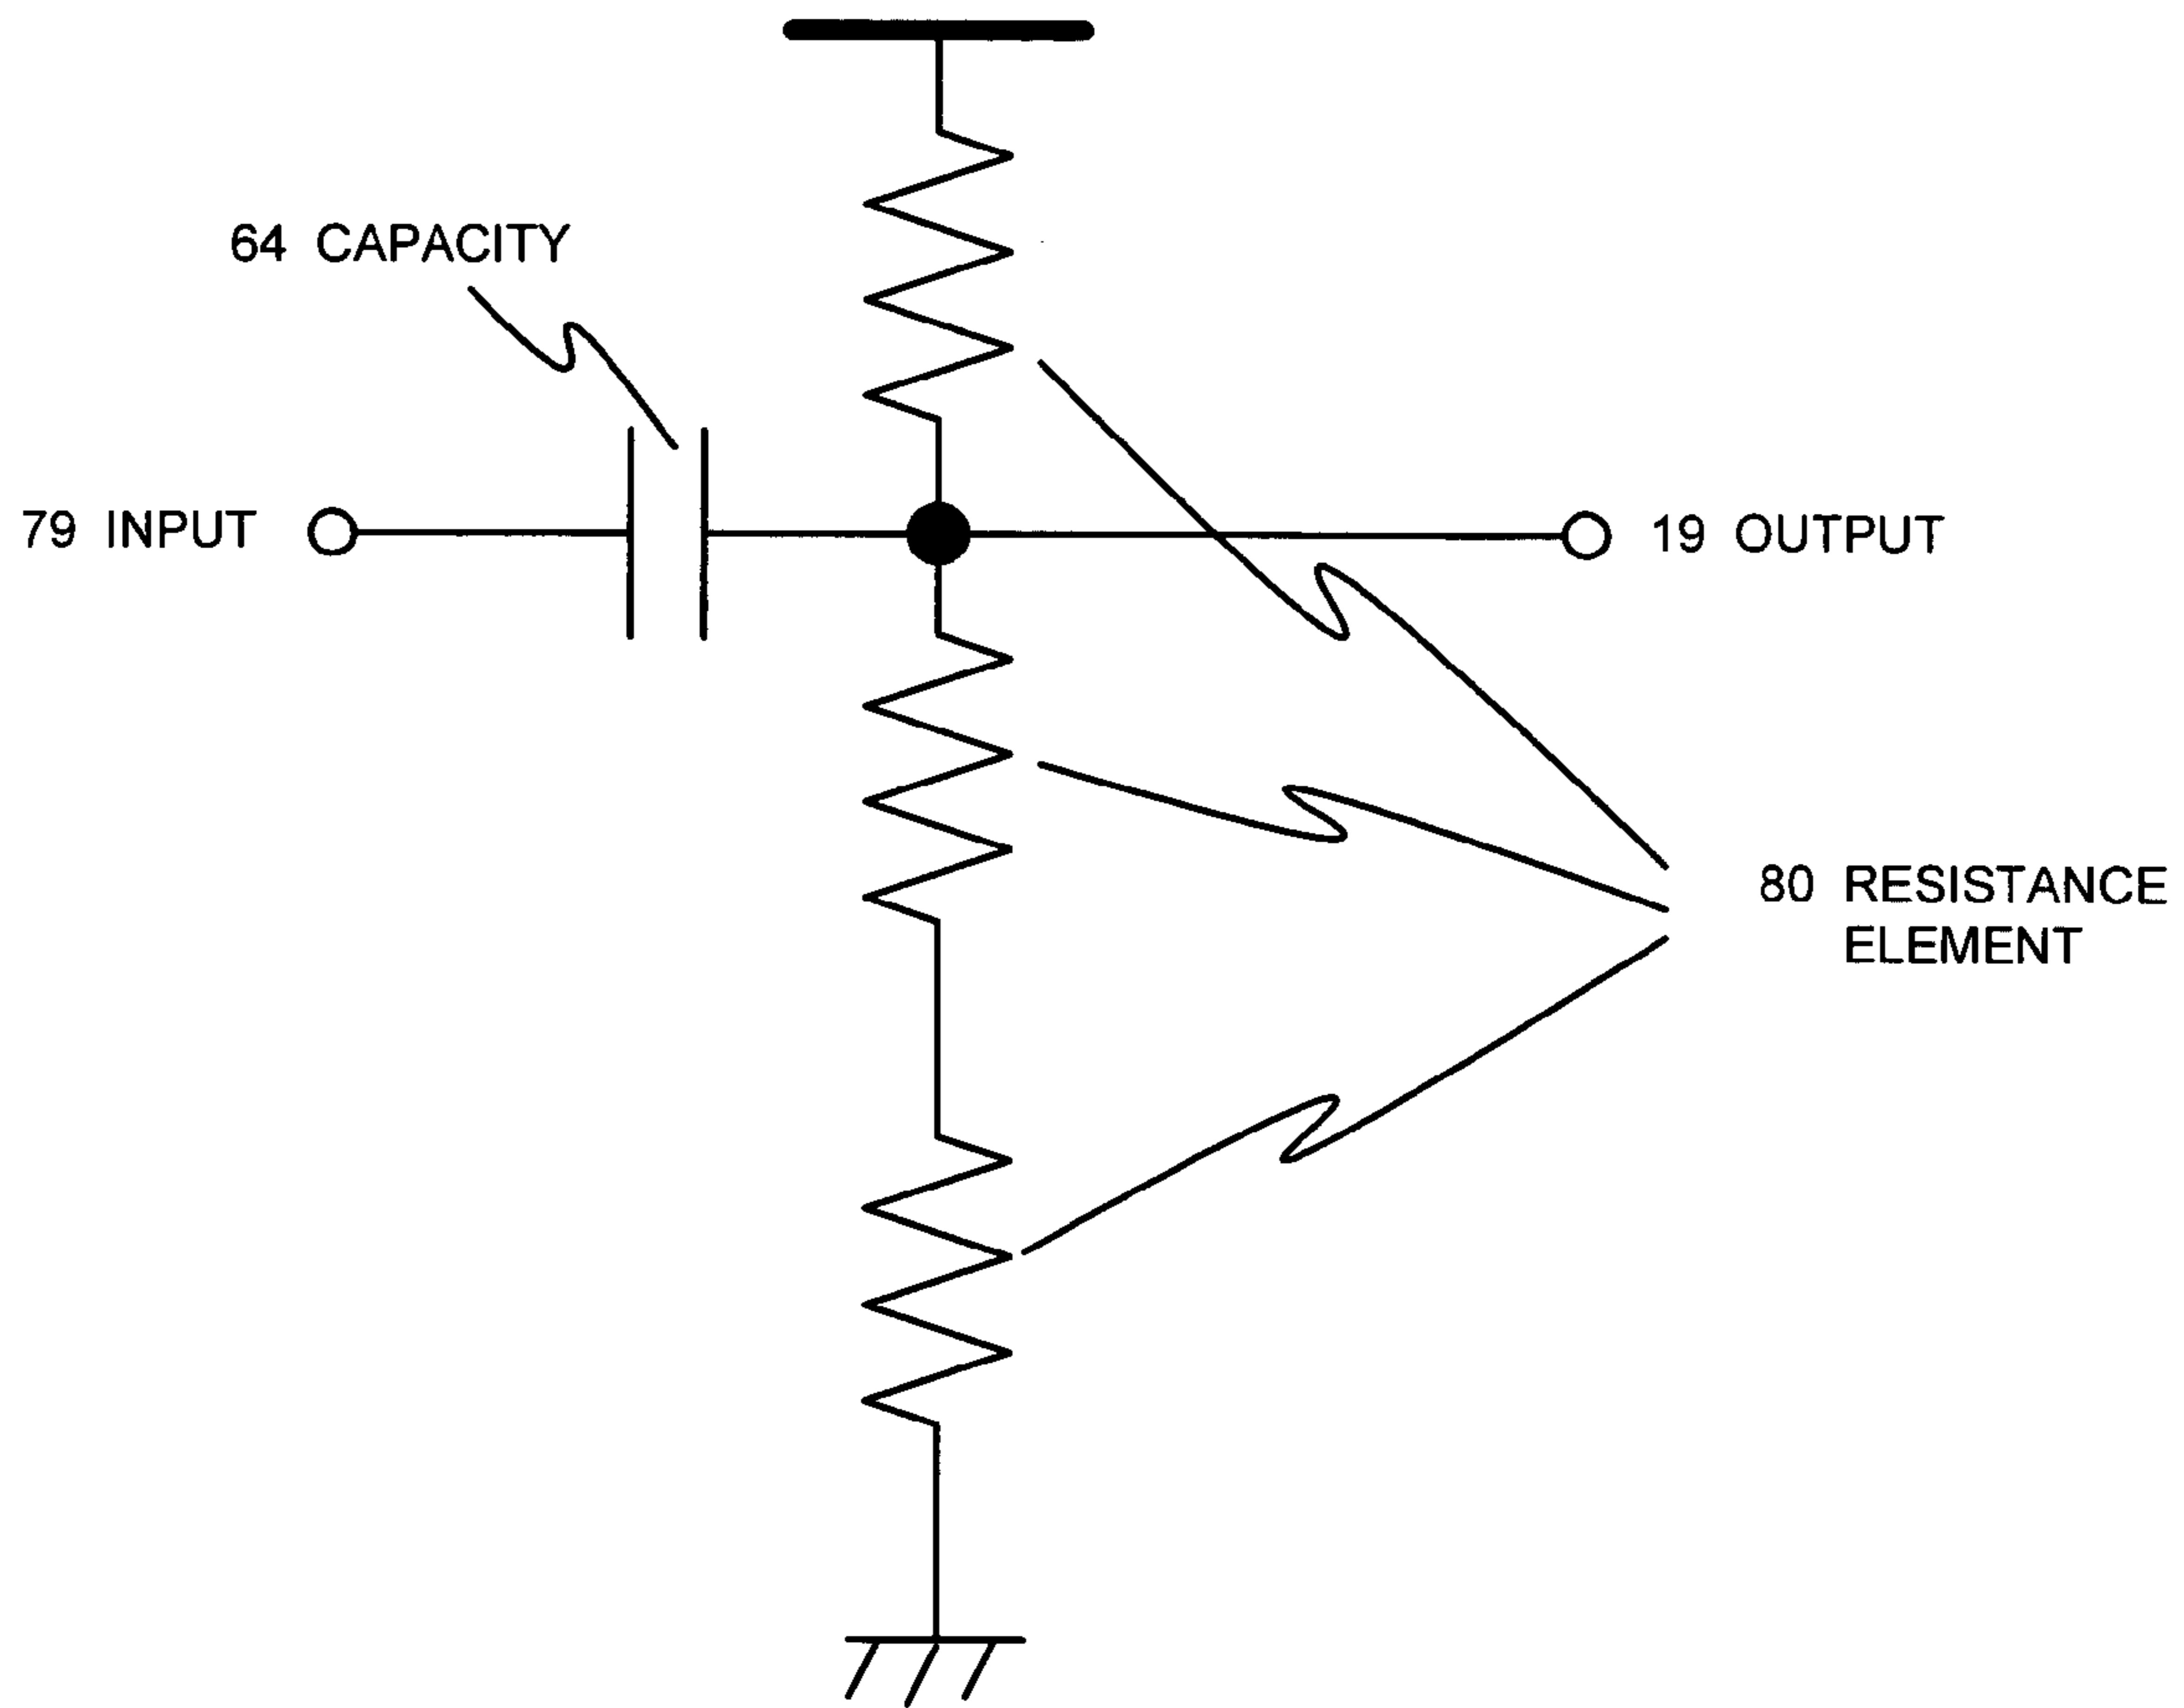 64 CAPACITY
79 INPUT
19 OUTPUT
80 RESISTANCE
ELEMENT